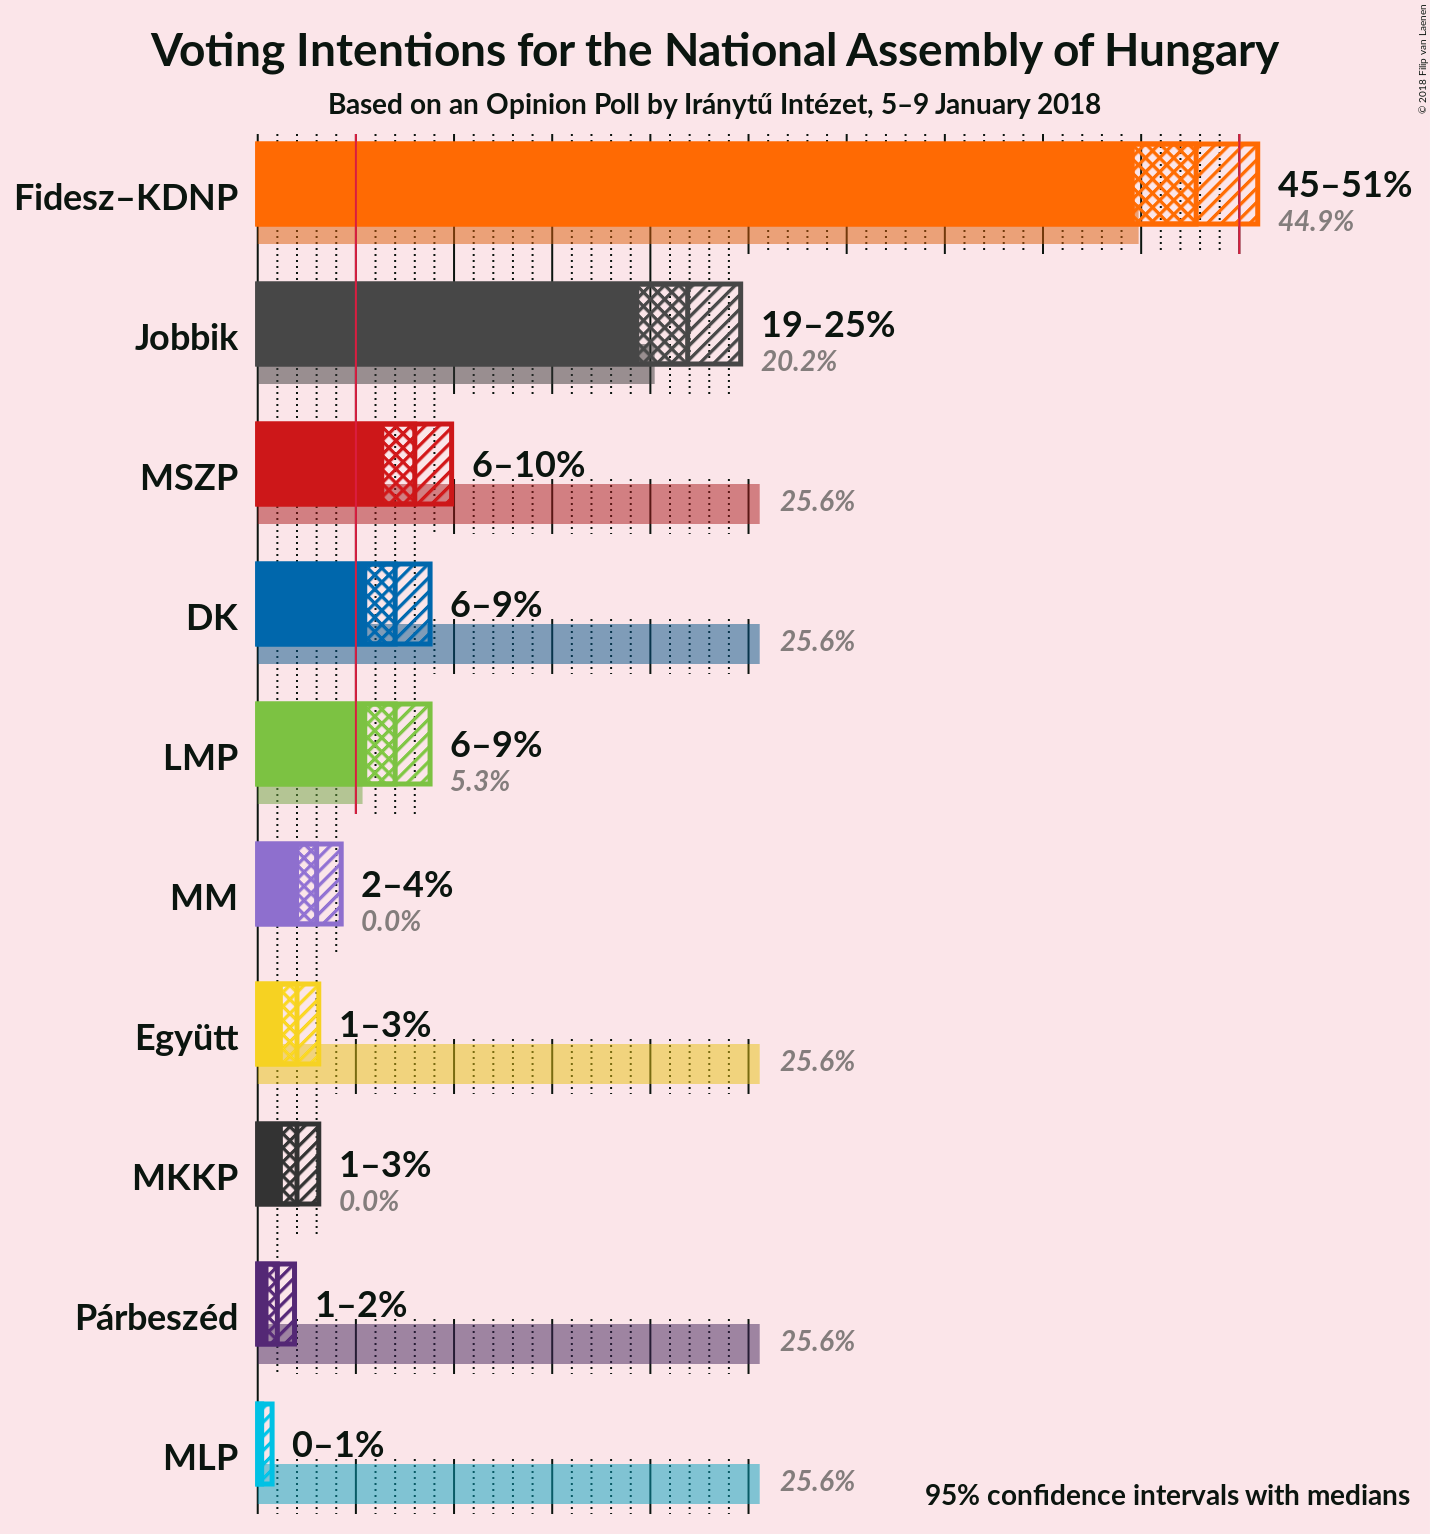 Voting Intentions for the National Assembly of Hungary
Based on an Opinion Poll by Iránytű Intézet, 5–9 January 2018
© 2018 Filip van Laenen
Fidesz–KDNP
45–51%
44.9%
Jobbik
19–25%
20.2%
MSZP
6–10%
25.6%
DK
6–9%
25.6%
LMP
6–9%
5.3%
MM
2–4%
0.0%
Együtt
1–3%
25.6%
MKKP
1–3%
0.0%
Párbeszéd
1–2%
25.6%
MLP
0–1%
25.6%
95% confidence intervals with medians